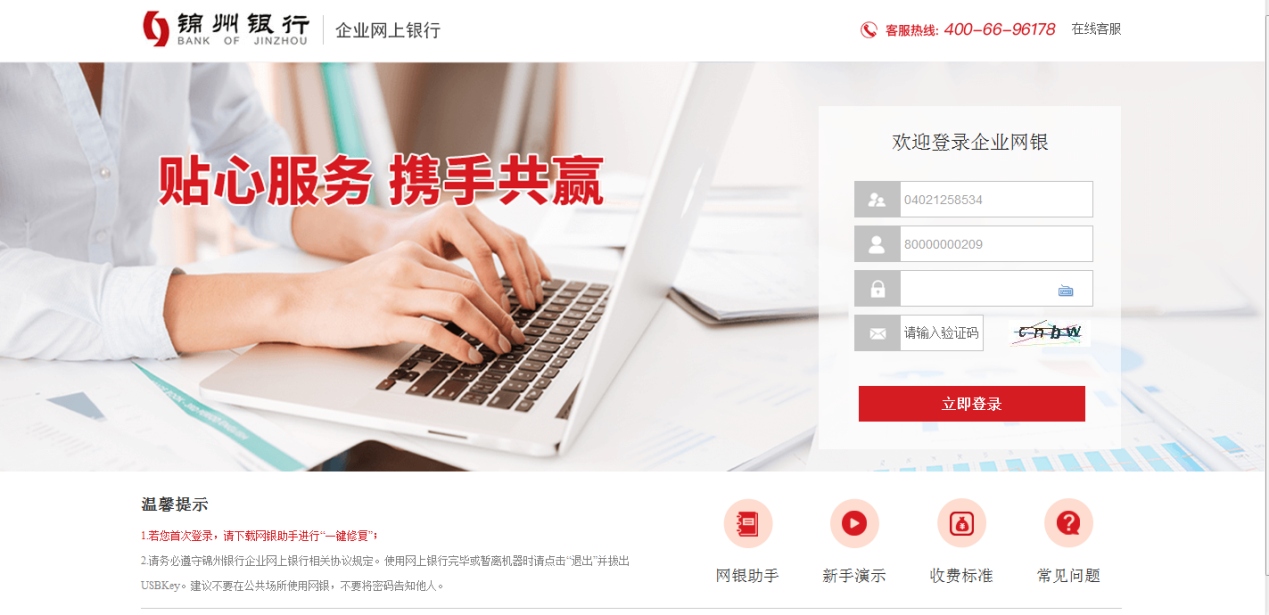 锦州银行
BANK OF JINZHOU
企业网上银行
客服热线: 400-66-96178 在线客服
贴心服务 携手共赢
欢迎登录企业网银
04021258534
80000000209
请输入验证码 cnbw
立即登录
温馨提示
1.若您首次登录，请下载网银助手进行“一键修复”；
2.请务必遵守锦州银行企业网上银行相关协议规定。使用网上银行完毕或暂离机器时请点击“退出”并拔出
USBKey。建议不要在公共场所使用网银，不要将密码告知他人。
网银助手 新手演示 收费标准 常见问题